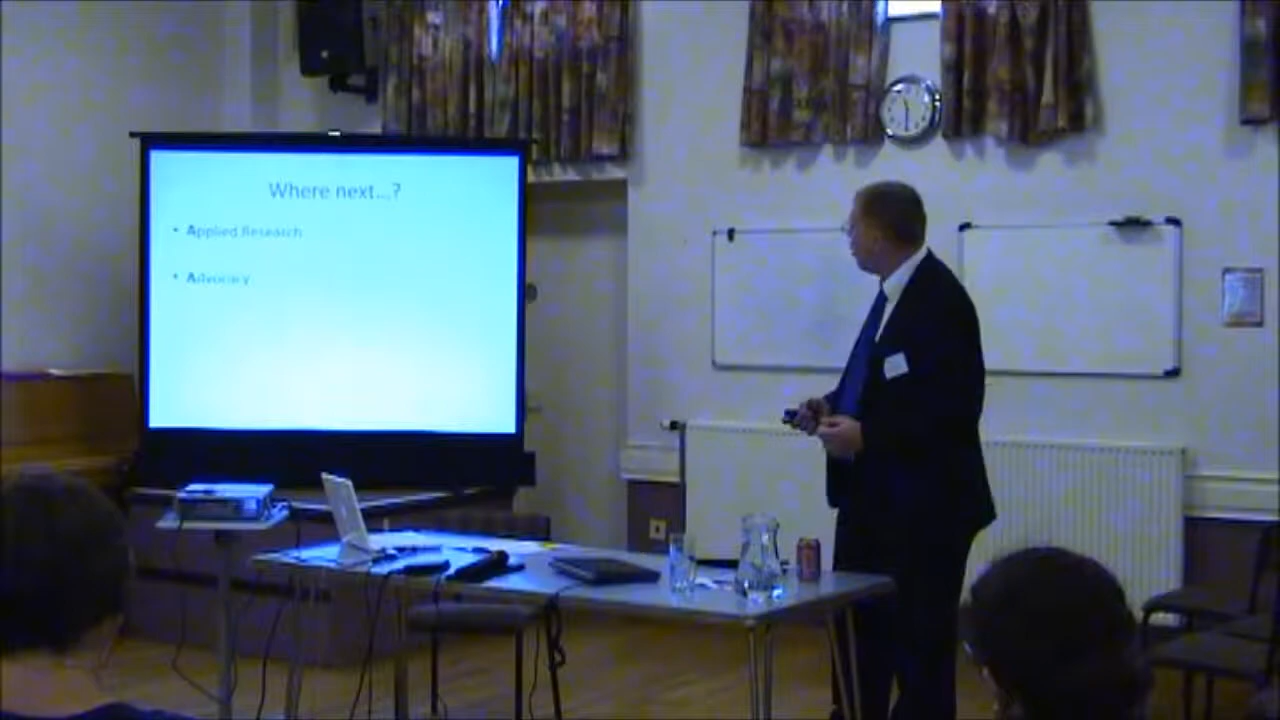 Where next...?
• Applied Research
• Advocacy